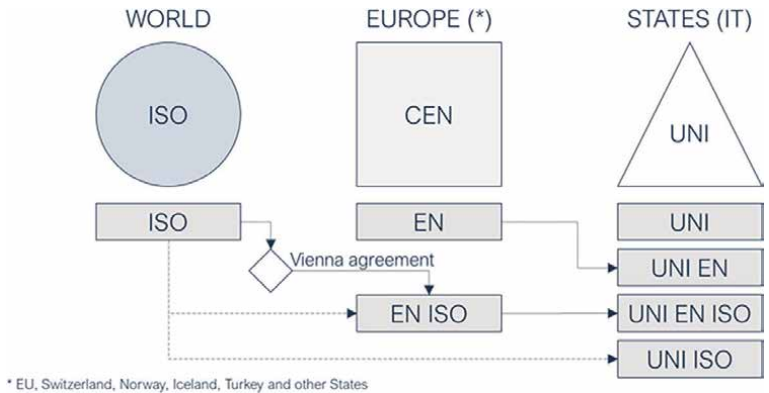 WORLD
EUROPE (*)
STATES (IT)
ISO
CEN
UNI
ISO
EN
UNI
Vienna agreement
UNI EN
EN ISO
UNI EN ISO
UNI ISO
* EU, Switzerland, Norway, Iceland, Turkey and other States